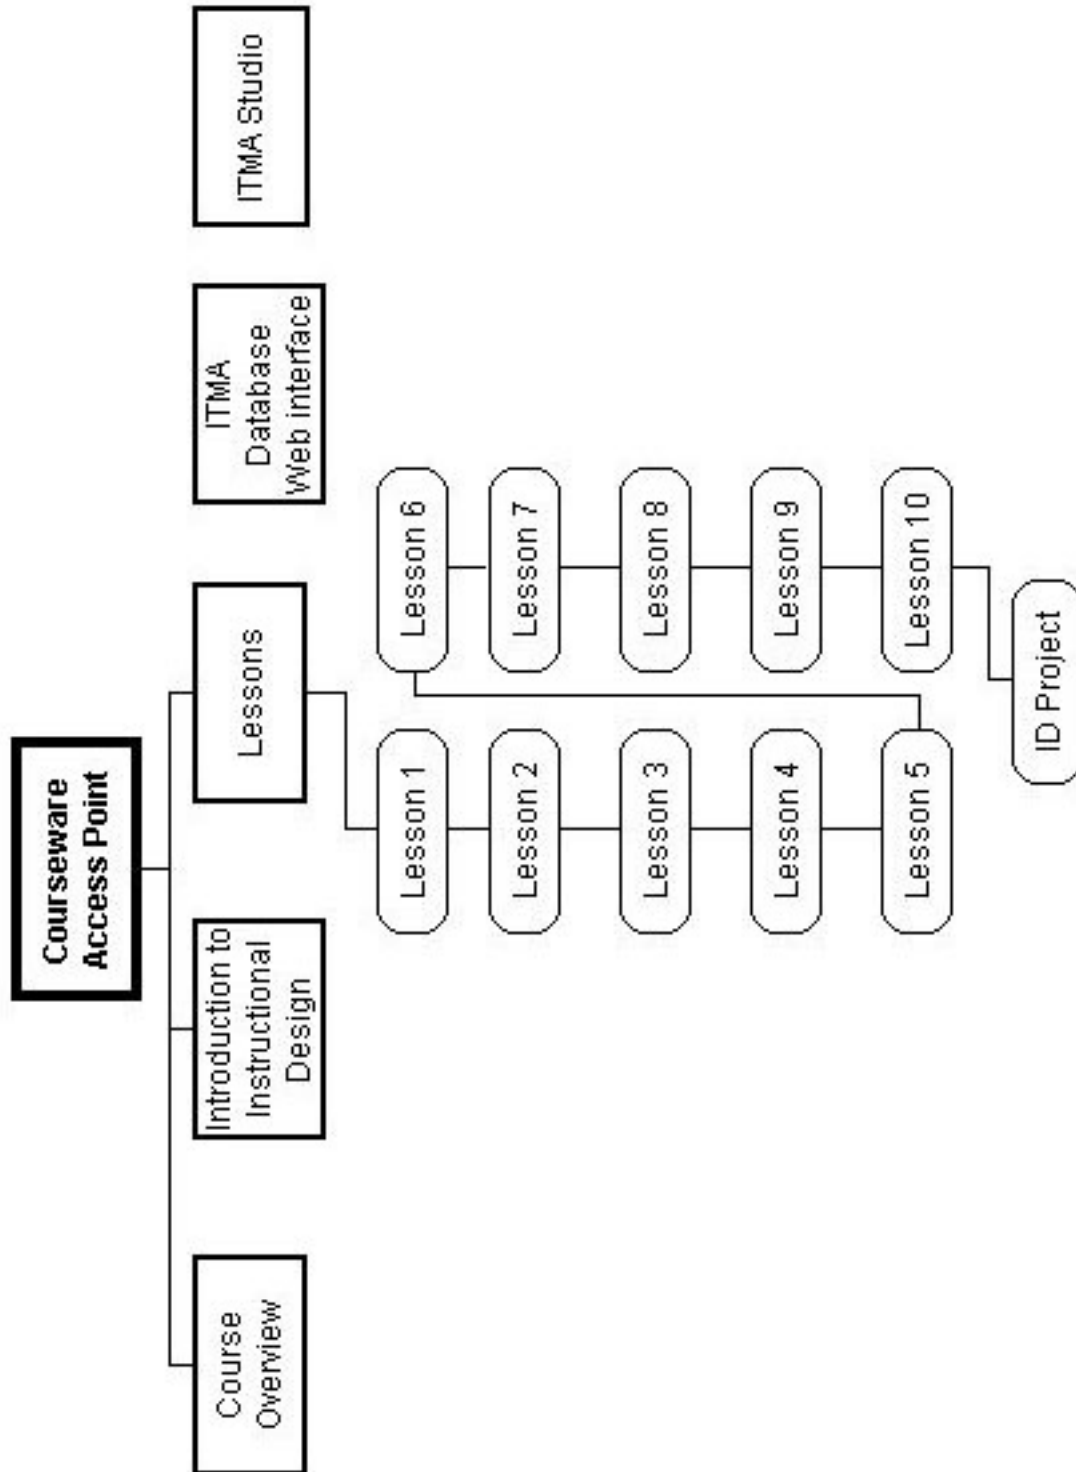 Courseware
Access Point
Course
Overview
Introduction to
Instructional
Design
Lessons
ITMA
Database
Web interface
ITMA Studio
Lesson 1
Lesson 2
Lesson 3
Lesson 4
Lesson 5
Lesson 6
Lesson 7
Lesson 8
Lesson 9
Lesson 10
ID Project